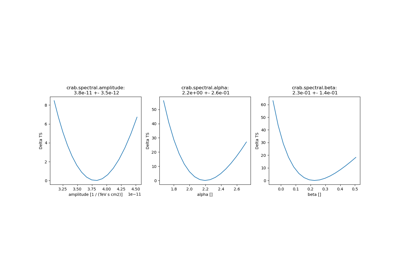 crab.spectral.amplitude:
3.8e-11 +- 3.5e-12
crab.spectral.alpha:
2.2e+00 +- 2.6e-01
crab.spectral.beta:
2.3e-01 +- 1.4e-01
Delta TS
8
6
4
2
0
3.25 3.50 3.75 4.00 4.25 4.50
amplitude [1 / (TeV s cm2)]
1e-11
Delta TS
50
40
30
20
10
0
1.8 2.0 2.2 2.4 2.6
alpha []
Delta TS
60
50
40
30
20
10
0
0.0 0.1 0.2 0.3 0.4 0.5
beta []